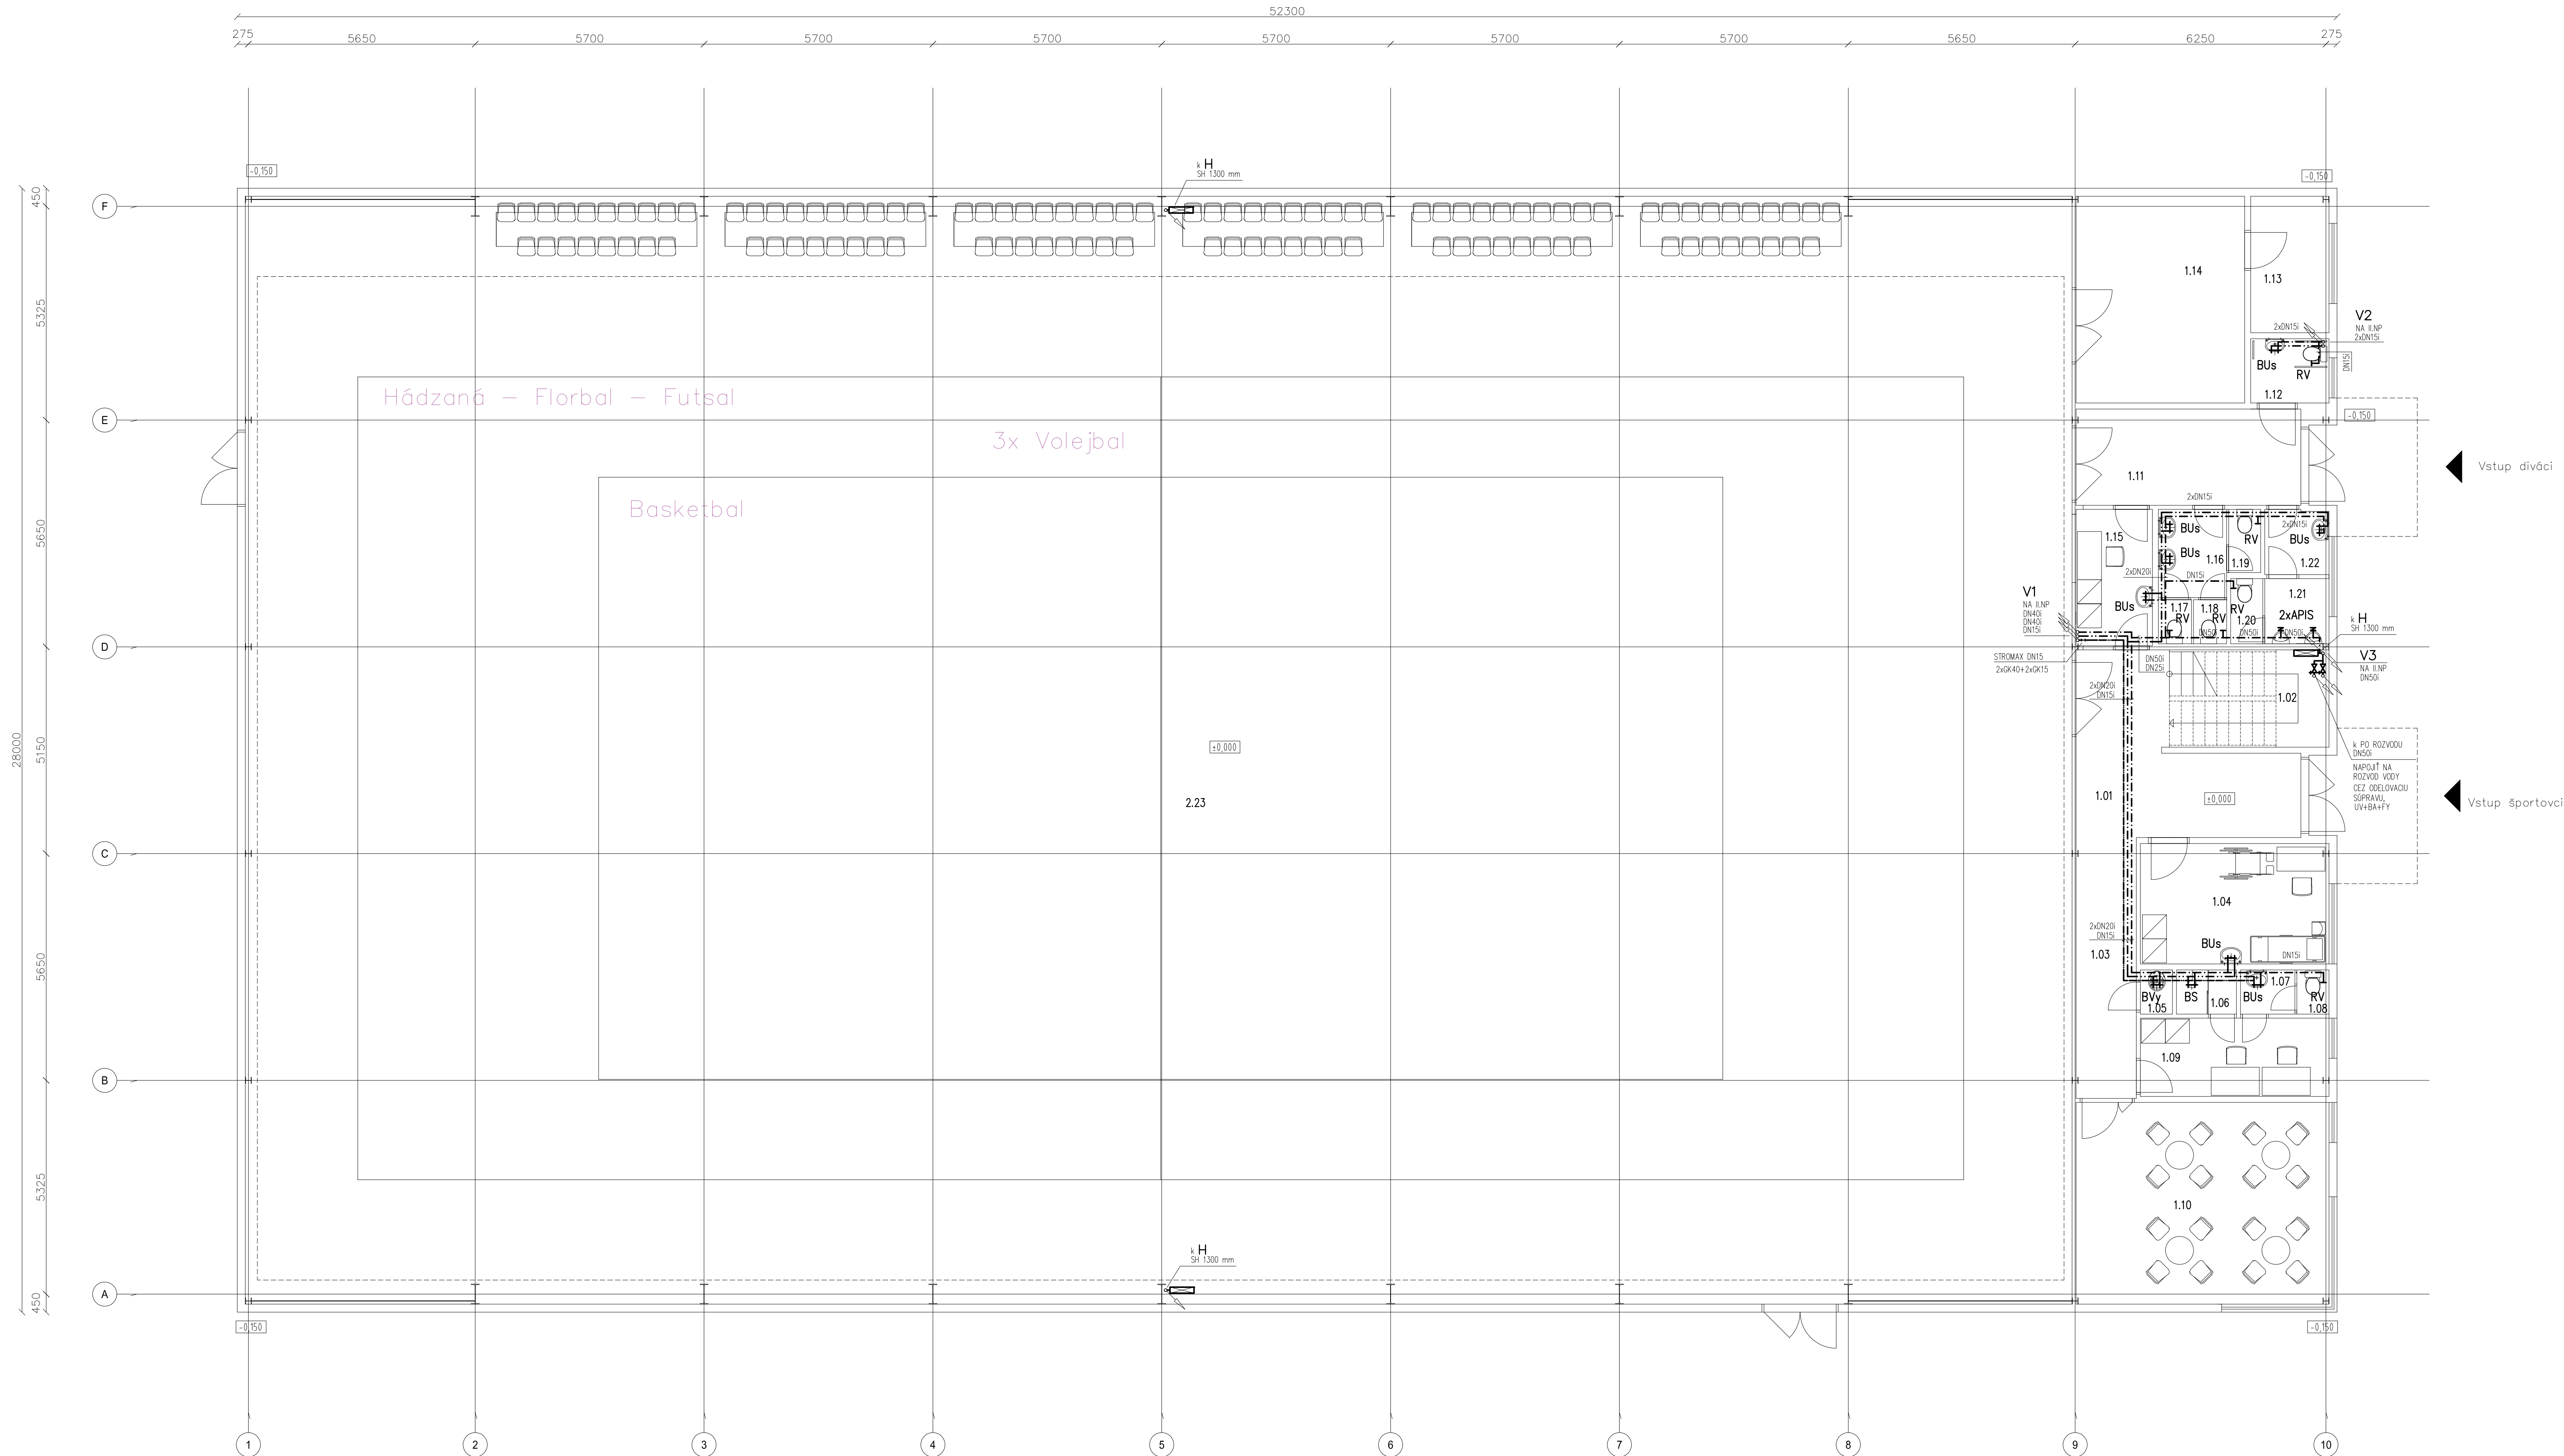 52300
275 5650 5700 5700 5700 5700 5700 5700 5650 6250 275
450
5325
5650
5150
5650
5325
450
28000
F
E
D
C
B
A
1 2 3 4 5 6 7 8 9 10
-0,150
-0,150
-0,150
-0,150
-0,150
k H
SH 1300 mm
Hádzaná – Florbal – Futsal
3x Volejbal
Basketbal
±0,000
2.23
k H
SH 1300 mm
1.14
1.13
2xDN15i
V2
NA II.NP
2xDN15i
DN15i
BUs
RV
1.12
1.11
2xDN15i
Vstup diváci
1.15
BUs
BUs
1.16
RV
1.19
2xDN15i
BUs
1.22
2xDN20i
DN15i
BUs
1.17
RV
1.18
RV
DN50i
RV
1.20
DN50i
1.21
2xAPIS
DN50i
V1
NA II.NP
DN40i
DN40i
DN15i
STROMAX DN15
2xGK40+2xGK15
DN50i
DN25i
k H
SH 1300 mm
V3
NA II.NP
DN50i
2xDN20i
DN15i
1.02
k PO ROZVODU
DN50i
NAPOJIŤ NA
ROZVOD VODY
CEZ ODELOVACIU
SÚPRAVU,
UV+BA+FY
1.01
±0,000
Vstup športovci
1.04
2xDN20i
DN15i
1.03
BUs
DN15i
BVy
1.05
BS
1.06
BUs
1.07
RV
1.08
1.09
1.10